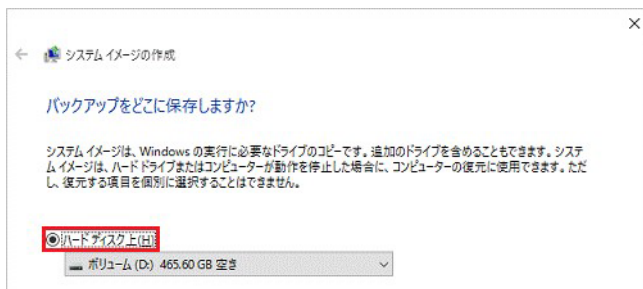 システム イメージの作成
バックアップをどこに保存しますか?
システム イメージは、Windows の実行に必要なドライブのコピーです。追加のドライブを含めることもできます。システ
ム イメージは、ハード ドライブまたはコンピューターが動作を停止した場合に、コンピューターの復元に使用できます。ただ
し、復元する項目を個別に選択することはできません。
ハード ディスク上(H)
ボリューム (D:) 465.60 GB 空き